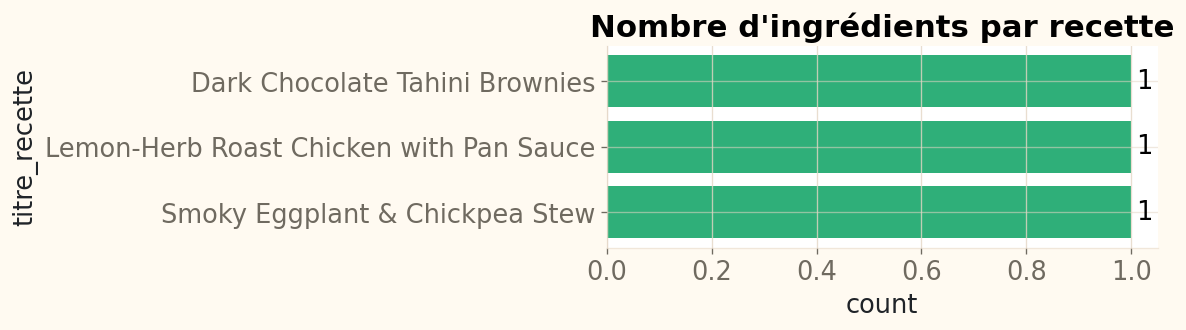 Nombre d'ingrédients par recette
titre_recette
Dark Chocolate Tahini Brownies
1
Lemon-Herb Roast Chicken with Pan Sauce
1
Smoky Eggplant & Chickpea Stew
1
0.0 0.2 0.4 0.6 0.8 1.0
count